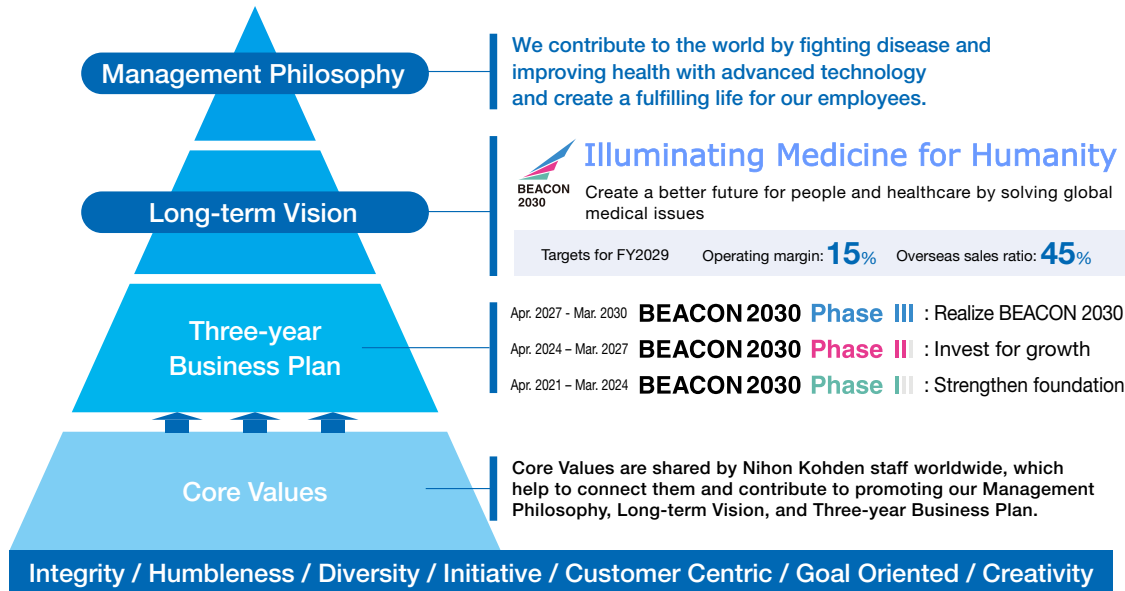 Management Philosophy
We contribute to the world by fighting disease and
improving health with advanced technology
and create a fulfilling life for our employees.
Long-term Vision
BEACON
2030
Illuminating Medicine for Humanity
Create a better future for people and healthcare by solving global
medical issues
Targets for FY2029 Operating margin: 15% Overseas sales ratio: 45%
Three-year
Business Plan
Apr. 2027 - Mar. 2030 BEACON 2030 Phase III : Realize BEACON 2030
Apr. 2024 – Mar. 2027 BEACON 2030 Phase II : Invest for growth
Apr. 2021 – Mar. 2024 BEACON 2030 Phase I : Strengthen foundation
Core Values
Core Values are shared by Nihon Kohden staff worldwide, which
help to connect them and contribute to promoting our Management
Philosophy, Long-term Vision, and Three-year Business Plan.
Integrity / Humbleness / Diversity / Initiative / Customer Centric / Goal Oriented / Creativity